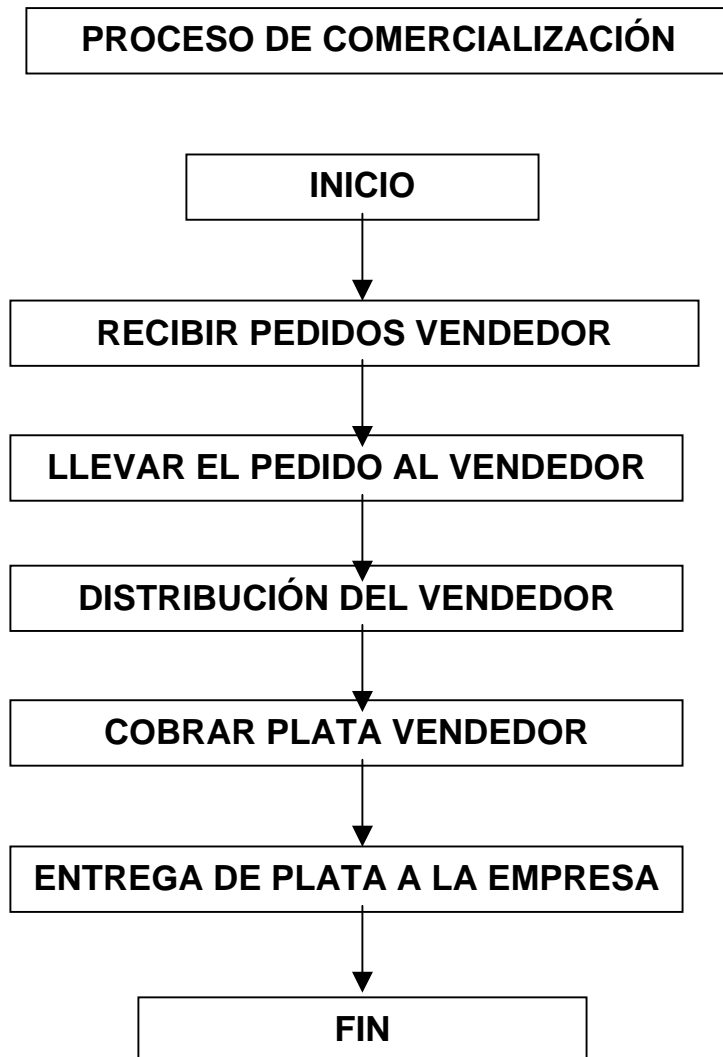 PROCESO DE COMERCIALIZACIÓN
INICIO
RECIBIR PEDIDOS VENDEDOR
LLEVAR EL PEDIDO AL VENDEDOR
DISTRIBUCIÓN DEL VENDEDOR
COBRAR PLATA VENDEDOR
ENTREGA DE PLATA A LA EMPRESA
FIN